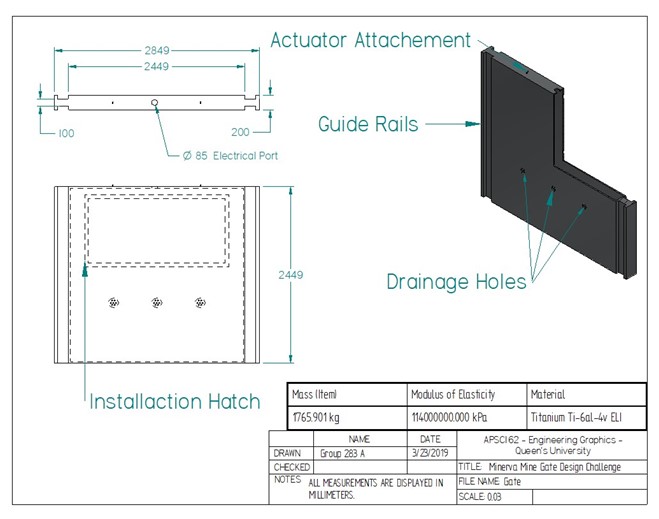 Actuator Attachement
2849
2449
100
200
Ø 85 Electrical Port
Guide Rails
2449
Drainage Holes
Installaction Hatch
Mass (Item) Modulus of Elasticity Material
1765.901 kg 114000000.000 kPa Titanium Ti-6al-4v ELI
NAME DATE APSC162 - Engineering Graphics -
Queen's University
DRAWN Group 283 A 3/23/2019
CHECKED TITLE: Minerva Mine Gate Design Challenge
NOTES ALL MEASUREMENTS ARE DISPLAYED IN
MILLIMETERS.
FILE NAME: Gate
SCALE: 0.03